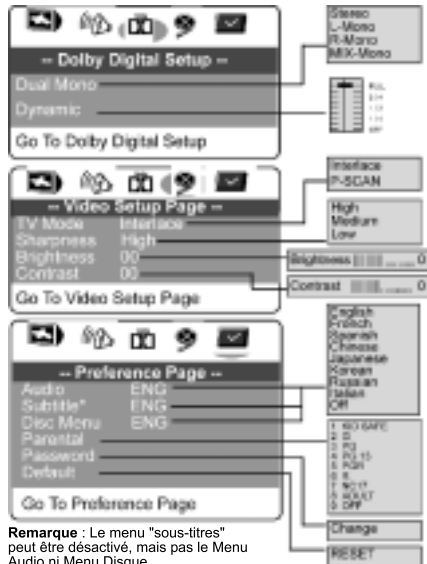 -- Dolby Digital Setup --
Dual Mono
Dynamic
Go To Dolby Digital Setup
Stereo
L-Mono
R-Mono
MIX-Mono
-- Video Setup Page --
TV Mode Interlace
Sharpness High
Brightness 00
Contrast 00
Go To Video Setup Page
Interlace
P-SCAN
High
Medium
Low
Brightness 0
Contrast 0
-- Preference Page --
Audio ENG
Subtitle* ENG
Disc Menu ENG
Parental
Password
Default
Go To Preference Page
English
French
Spanish
Chinese
Japanese
Korean
Russian
Italian
Off
1 KID SAFE
2 G
3 PG
4 PG 13
5 PGR
6 R
7 NC17
8 ADULT
9 OFF
Change
RESET
Remarque : Le menu "sous-titres"
peut être désactivé, mais pas le Menu
Audio ni Menu Disque